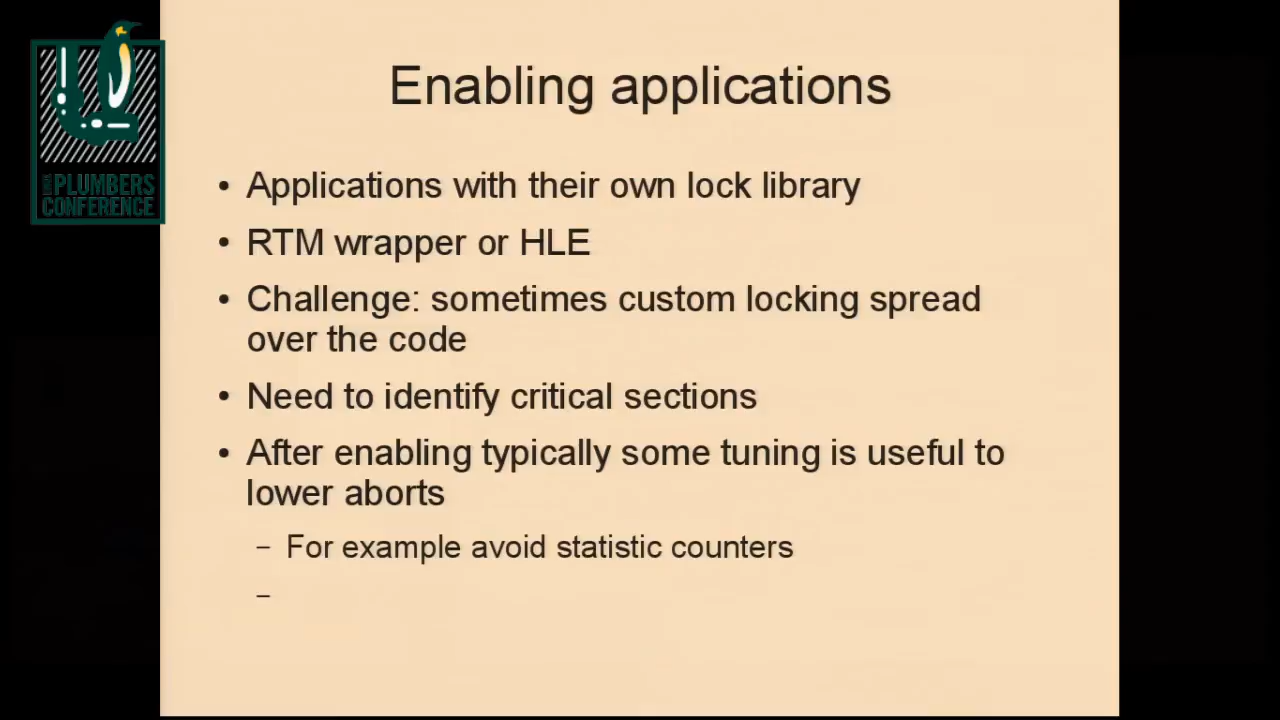 Enabling applications
• Applications with their own lock library
• RTM wrapper or HLE
• Challenge: sometimes custom locking spread
over the code
• Need to identify critical sections
• After enabling typically some tuning is useful to
lower aborts
– For example avoid statistic counters
–
LINUX PLUMBERS
CONFERENCE